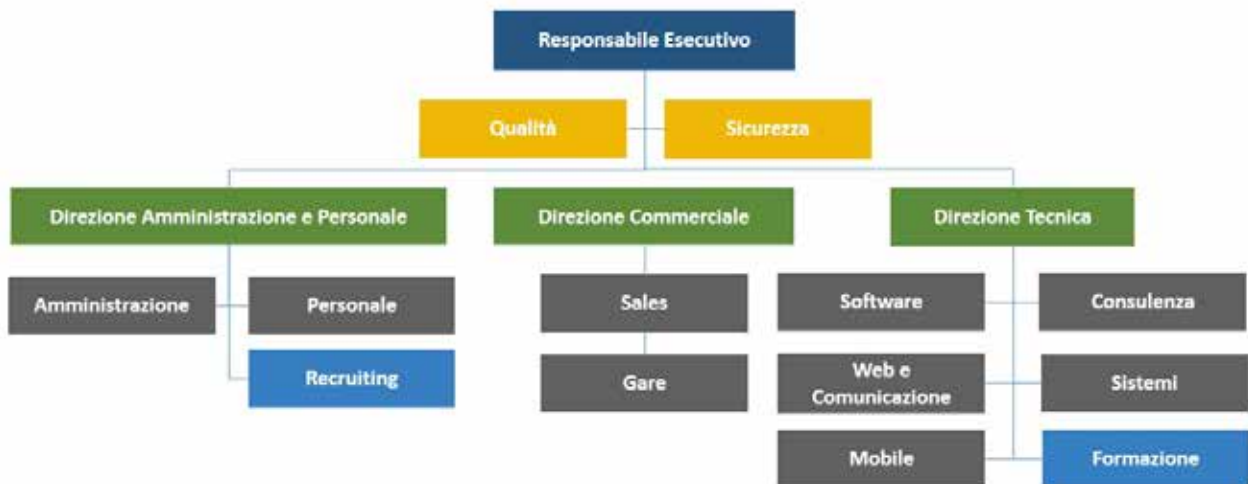 Responsabile Esecutivo
Qualità
Sicurezza
Direzione Amministrazione e Personale
Direzione Commerciale
Direzione Tecnica
Amministrazione
Personale
Recruiting
Sales
Gare
Software
Consulenza
Web e
Comunicazione
Sistemi
Mobile
Formazione